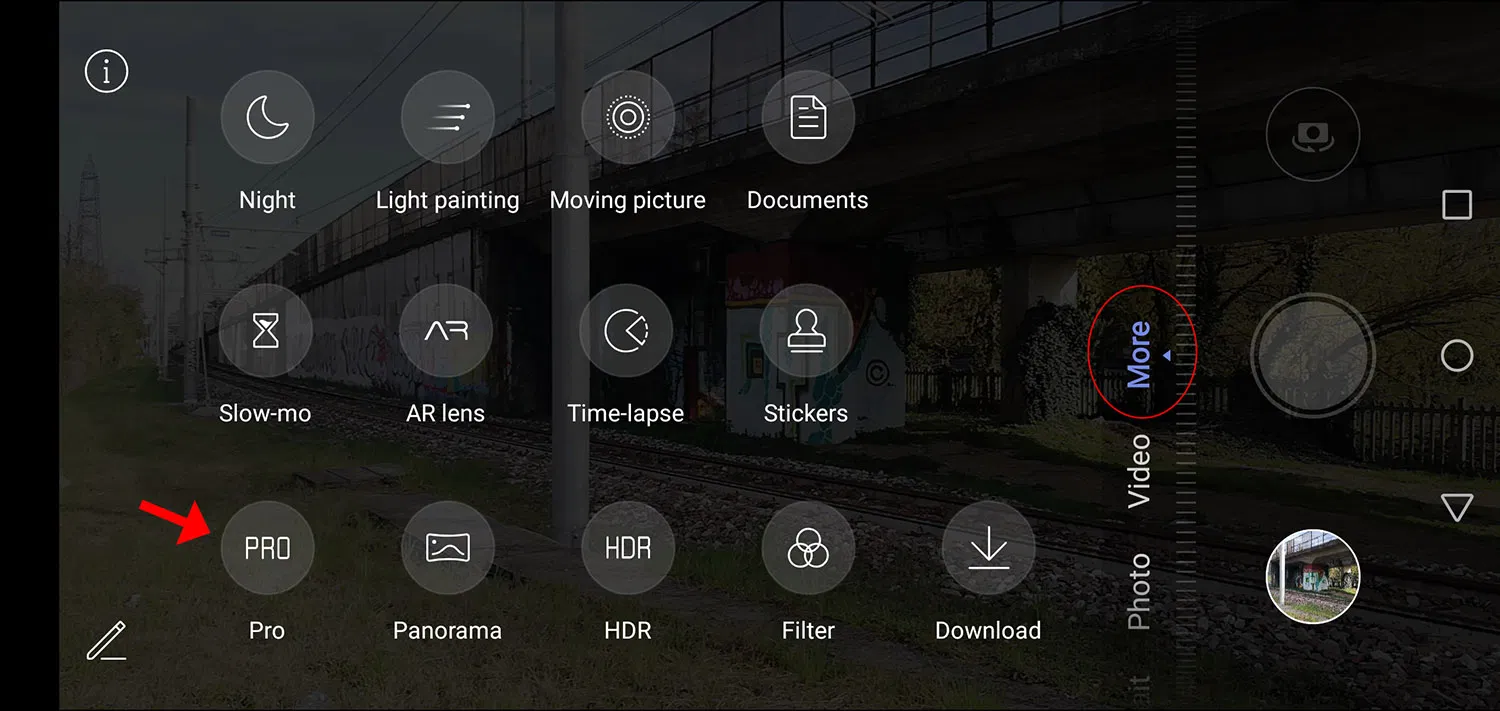 Night
Light painting
Moving picture
Documents
AR
Slow-mo
AR lens
Time-lapse
Stickers
©
PRO
HDR
Pro
Panorama
HDR
Filter
Download
More
Video
Photo
ait